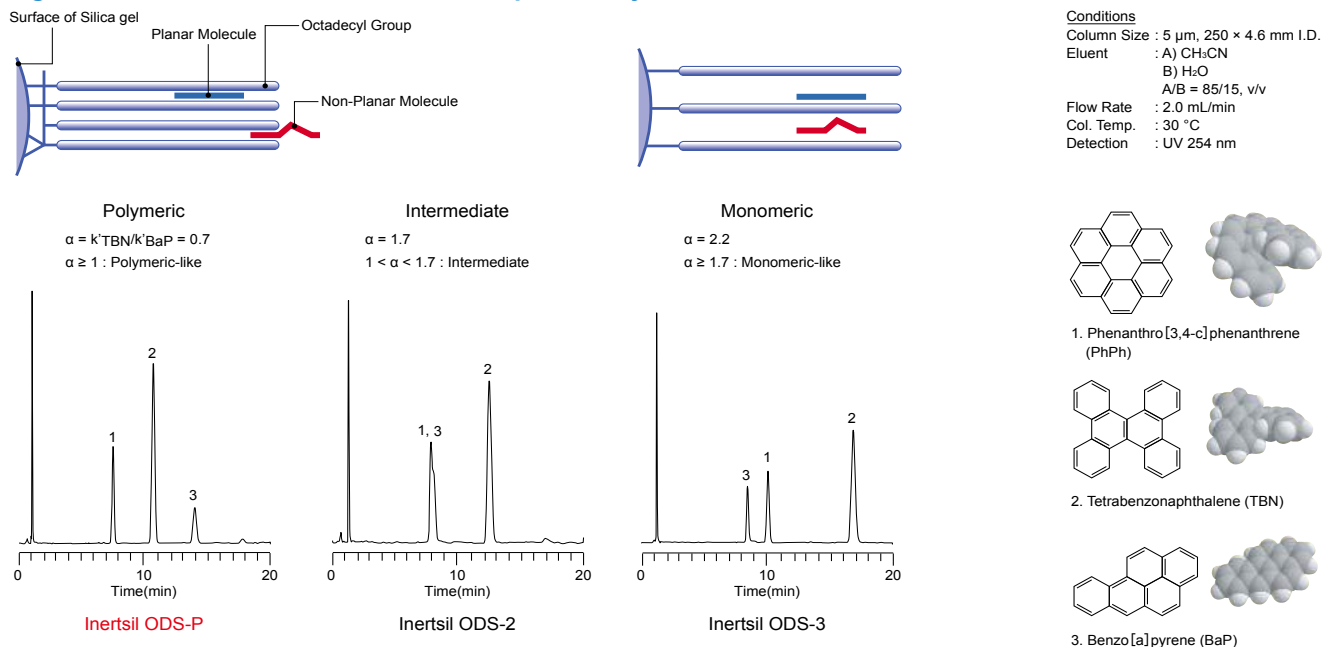 Surface of Silica gel
Planar Molecule
Octadecyl Group
Non-Planar Molecule
Polymeric
α = k'TBN/k'BaP = 0.7
α ≥ 1 : Polymeric-like
Intermediate
α = 1.7
1 < α < 1.7 : Intermediate
Monomeric
α = 2.2
α ≥ 1.7 : Monomeric-like
1
2
3
0 10 20
Time(min)
Inertsil ODS-P
1, 3
2
0 10 20
Time(min)
Inertsil ODS-2
3
1
2
0 10 20
Time(min)
Inertsil ODS-3
Conditions
Column Size : 5 µm, 250 × 4.6 mm I.D.
Eluent : A) CH₃CN
B) H₂O
A/B = 85/15, v/v
Flow Rate : 2.0 mL/min
Col. Temp. : 30 °C
Detection : UV 254 nm
1. Phenanthro[3,4-c]phenanthrene
(PhPh)
2. Tetrabenzonaphthalene (TBN)
3. Benzo[a]pyrene (BaP)